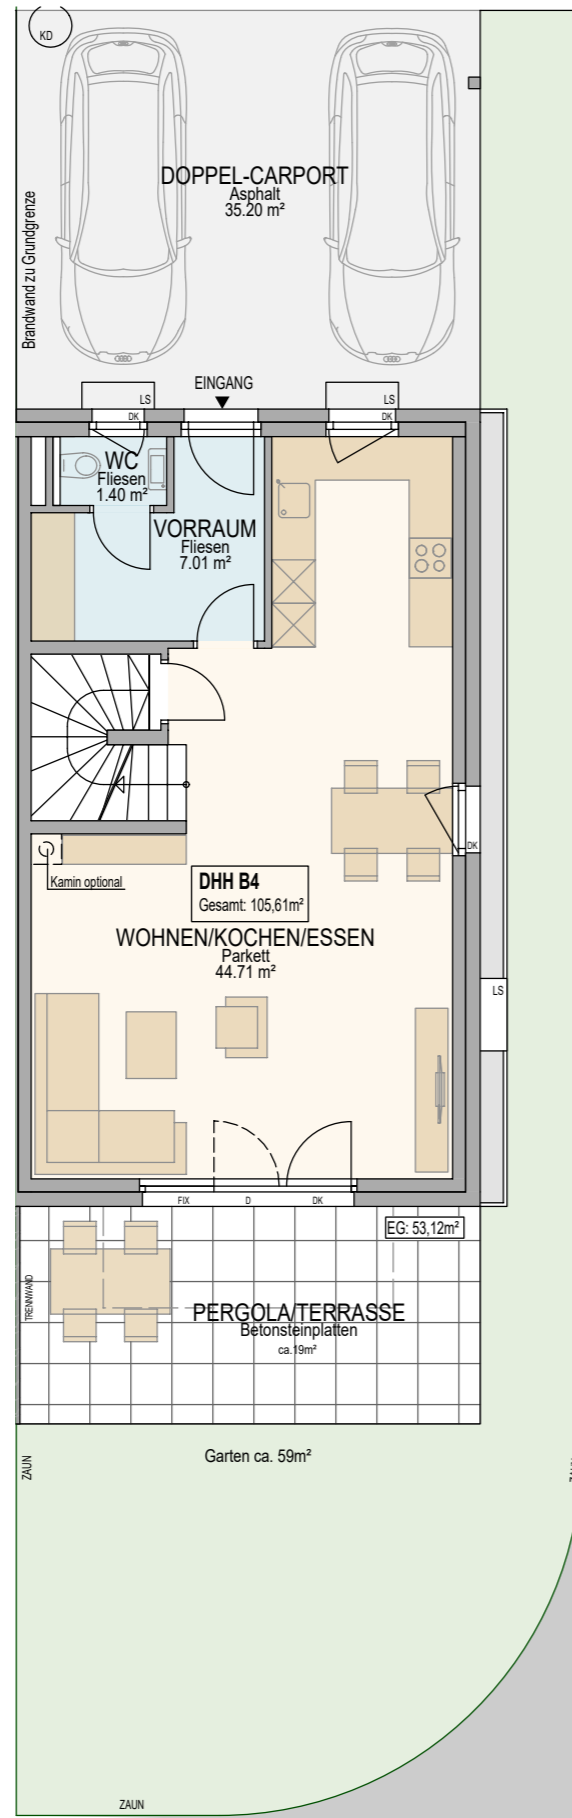 KD
Brandwand zu Grundgrenze
DOPPEL-CARPORT
Asphalt
35.20 m²
EINGANG
LS
LS
DK
DK
WC
Fliesen
1.40 m²
VORRAUM
Fliesen
7.01 m²
DK
Kamin optional
DHH B4
Gesamt: 105,61m²
WOHNEN/KOCHEN/ESSEN
Parkett
44.71 m²
LS
FIX
D
DK
EG: 53,12m²
TRENNWAND
PERGOLA/TERRASSE
Betonsteinplatten
ca.19m²
Garten ca. 59m²
ZAUN
ZAUN
ZAUN